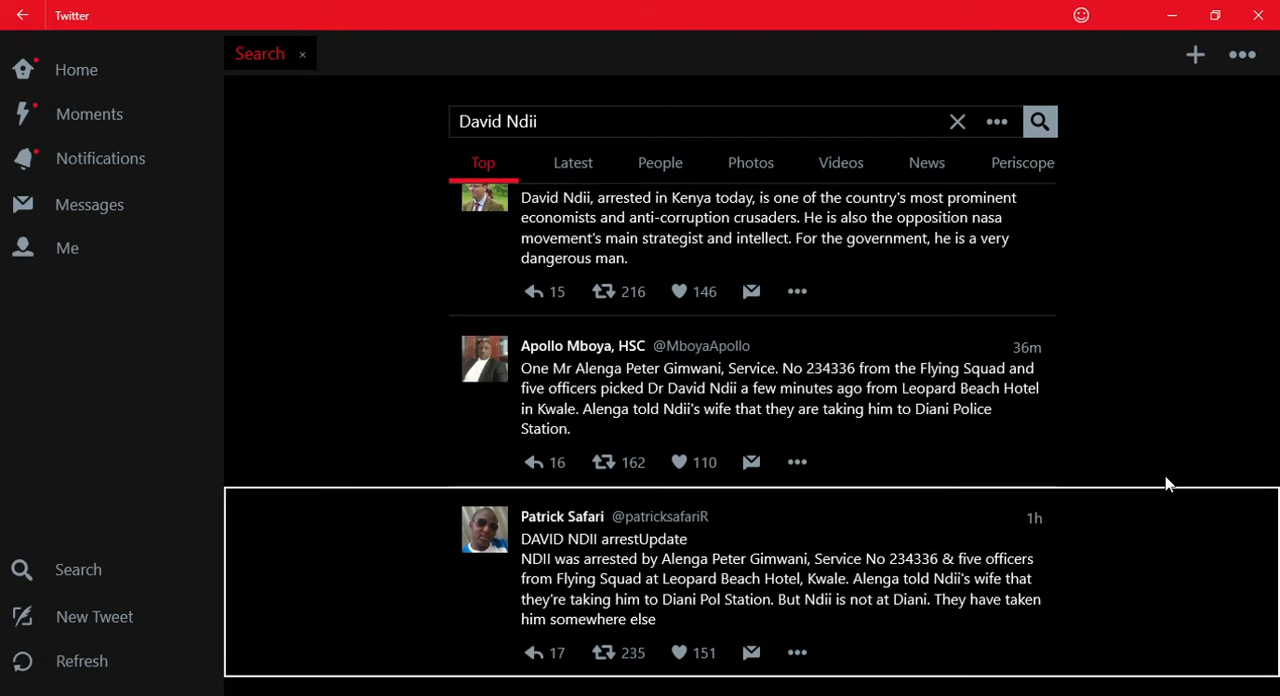 Twitter
Home
Moments
Notifications
Messages
Me
Search
New Tweet
Refresh
Search ×
David Ndii
Top Latest People Photos Videos News Periscope
David Ndii, arrested in Kenya today, is one of the country's most prominent
economists and anti-corruption crusaders. He is also the opposition nasa
movement's main strategist and intellect. For the government, he is a very
dangerous man.
15 216 146
Apollo Mboya, HSC @MboyaApollo 36m
One Mr Alenga Peter Gimwani, Service. No 234336 from the Flying Squad and
five officers picked Dr David Ndii a few minutes ago from Leopard Beach Hotel
in Kwale. Alenga told Ndii's wife that they are taking him to Diani Police
Station.
16 162 110
Patrick Safari @patricksafariR 1h
DAVID NDII arrestUpdate
NDII was arrested by Alenga Peter Gimwani, Service No 234336 & five officers
from Flying Squad at Leopard Beach Hotel, Kwale. Alenga told Ndii's wife that
they're taking him to Diani Pol Station. But Ndii is not at Diani. They have taken
him somewhere else
17 235 151